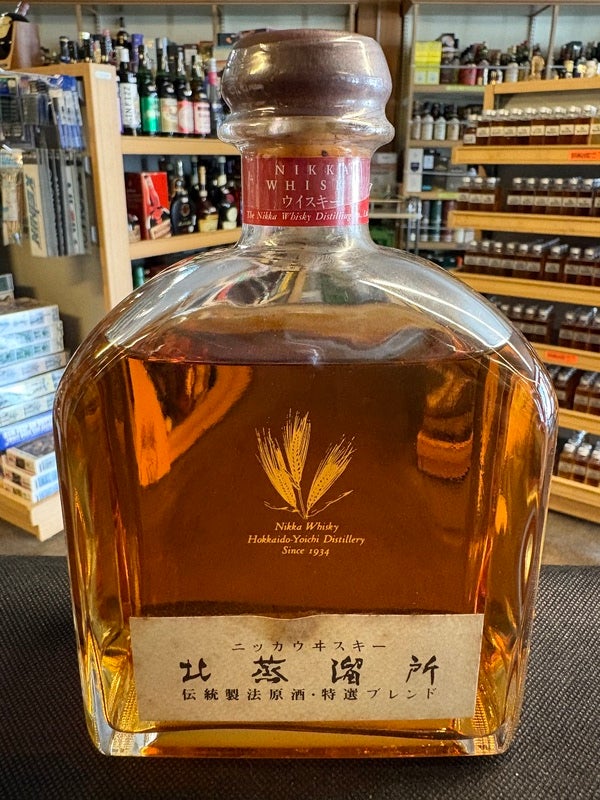 NIKKA
WHISKY
ウイスキー
The Nikka Whisky Distilling
Nikka Whisky
Hokkaido-Yoichi Distillery
Since 1934
ニッカウヰスキー
北蒸溜所
伝統製法原酒・特選ブレンド